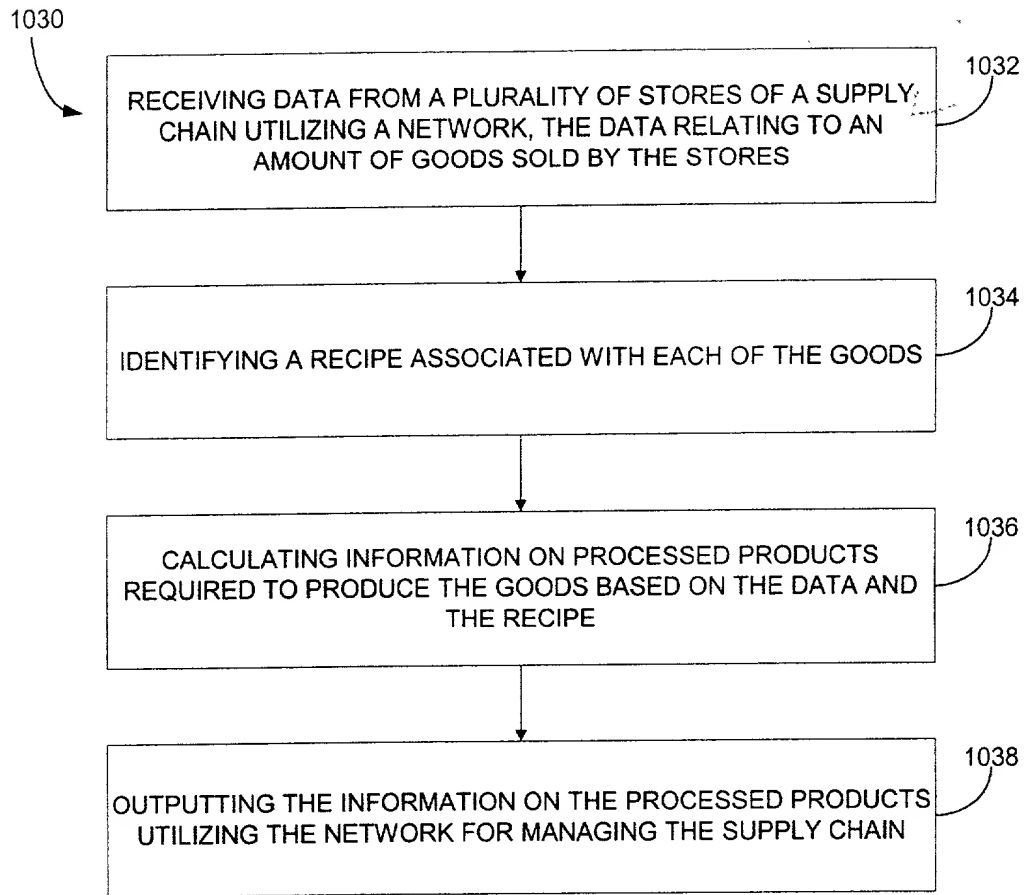 1030
1032
RECEIVING DATA FROM A PLURALITY OF STORES OF A SUPPLY
CHAIN UTILIZING A NETWORK, THE DATA RELATING TO AN
AMOUNT OF GOODS SOLD BY THE STORES
1034
IDENTIFYING A RECIPE ASSOCIATED WITH EACH OF THE GOODS
1036
CALCULATING INFORMATION ON PROCESSED PRODUCTS
REQUIRED TO PRODUCE THE GOODS BASED ON THE DATA AND
THE RECIPE
1038
OUTPUTTING THE INFORMATION ON THE PROCESSED PRODUCTS
UTILIZING THE NETWORK FOR MANAGING THE SUPPLY CHAIN